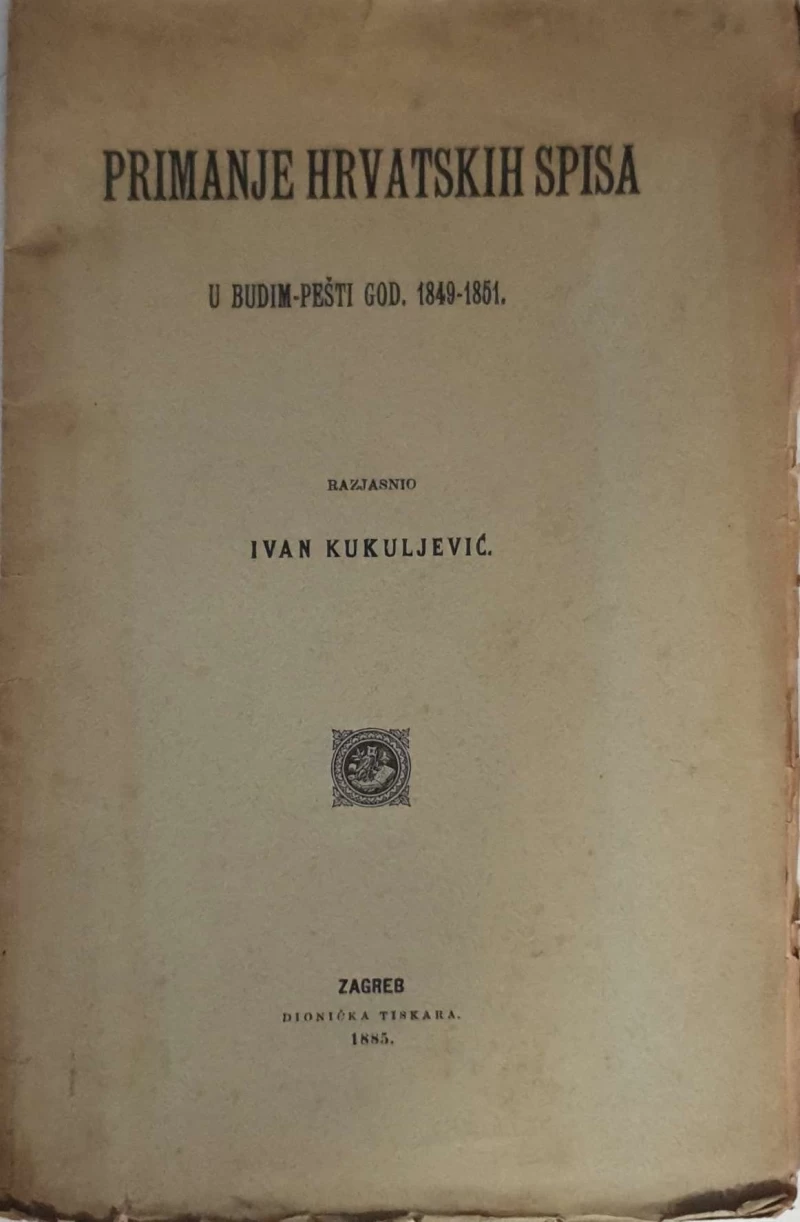 PRIMANJE HRVATSKIH SPISA
U BUDIM-PEŠTI GOD. 1849-1851.
RAZJASNIO
IVAN KUKULJEVIĆ.
ZAGREB
DIONIČKA TISKARA.
1885.